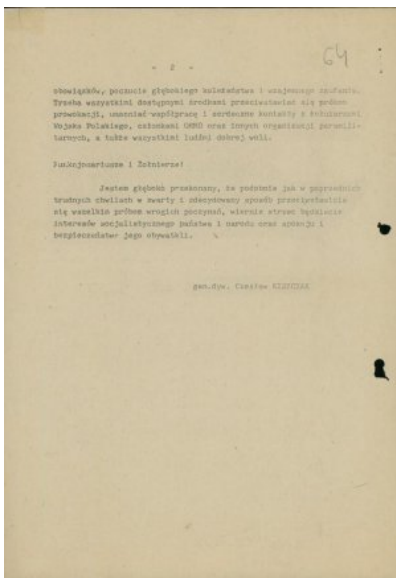 64
- 2 -
obowiązków, poczucie głębokiego koleżeństwa i wzajemnego zaufania.
Trzeba wszystkimi dostępnymi środkami przeciwstawiać się próbom
prowokacji, umacniać współpracę i serdeczne kontakty z żołnierzami
Wojska Polskiego, członkami ORMO oraz innych organizacji paramili-
tarnych, a także wszystkimi ludźmi dobrej woli.
Funkcjonariusze i Żołnierze!
Jestem głęboko przekonany, że podobnie jak w poprzednich
trudnych chwilach w zwarty i zdecydowany sposób przeciwstawicie
się wszelkim próbom wrogich poczynań, wiernie strzec będziecie
interesów socjalistycznego państwa i narodu oraz spokoju i
bezpieczeństwa jego obywateli.
gen.dyw. Czesław KISZCZAK